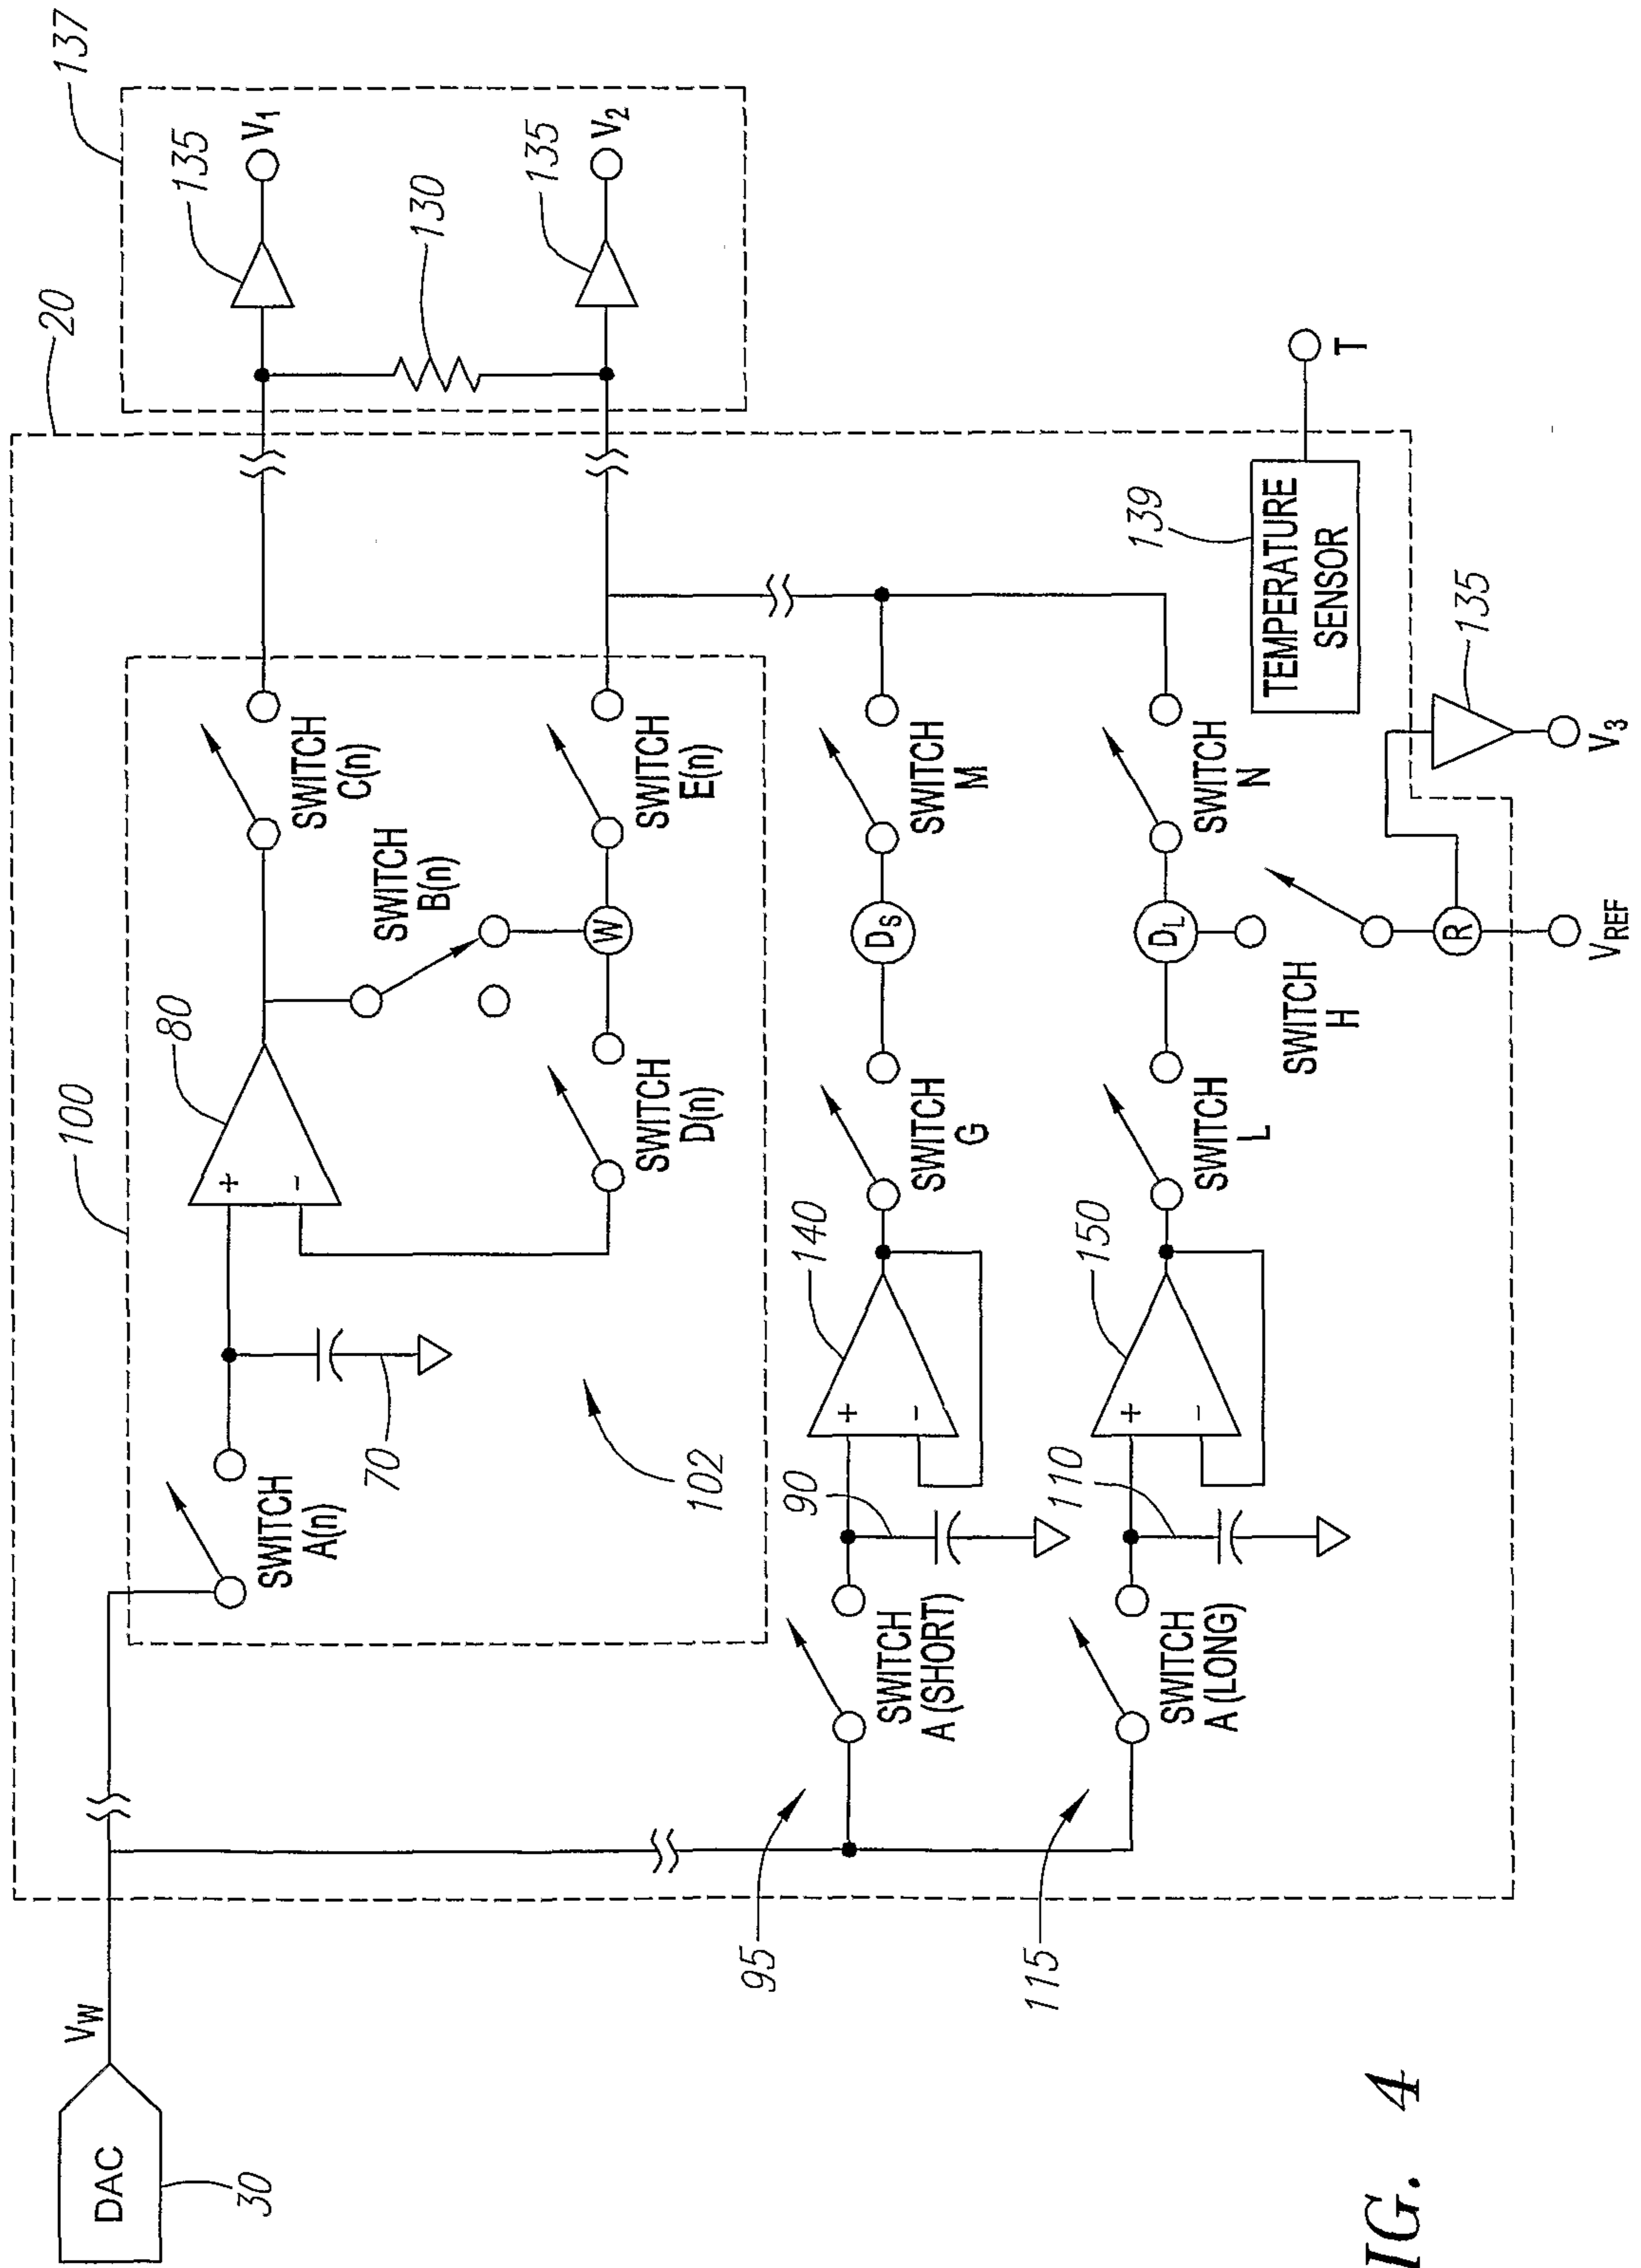 137
20
135
V1
130
135
V2
100
80
SWITCH
C(n)
SWITCH
B(n)
+
-
W
SWITCH
E(n)
SWITCH
D(n)
SWITCH
A(n)
70
102
VW
DAC
30
95
SWITCH
A (SHORT)
90
140
+
-
SWITCH
G
DS
SWITCH
M
115
SWITCH
A (LONG)
110
150
+
-
SWITCH
L
DL
SWITCH
N
SWITCH
H
R
VREF
139
TEMPERATURE
SENSOR
T
135
V3
IG. 4